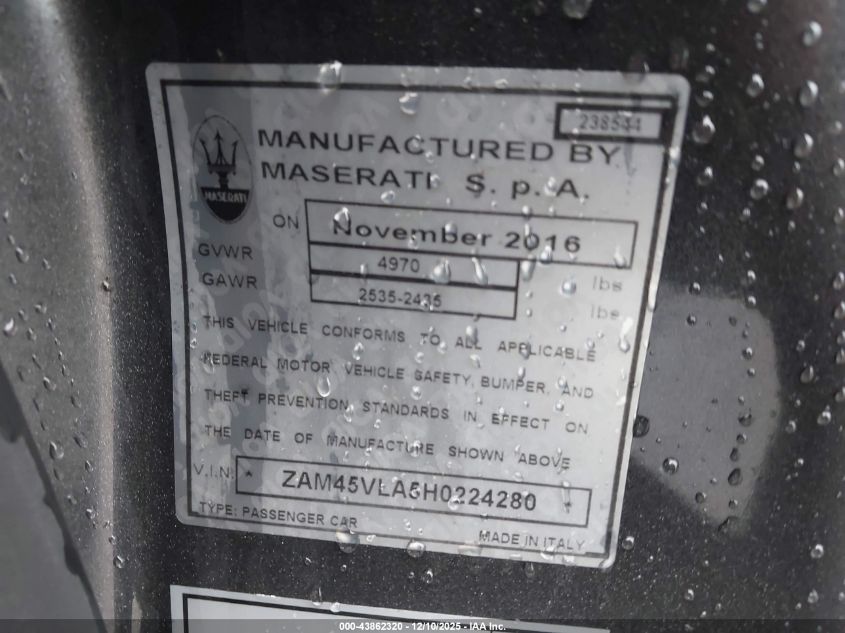 238544
MANUFACTURED BY
MASERATI S. p. A.
MASERATI
ON November 2016
GVWR 4970 lbs
GAWR 2535-2435 lbs
THIS VEHICLE CONFORMS TO ALL APPLICABLE
FEDERAL MOTOR VEHICLE SAFETY, BUMPER, AND
THEFT PREVENTION STANDARDS IN EFFECT ON
THE DATE OF MANUFACTURE SHOWN ABOVE
V.I.N: * ZAM45VLA5H0224280 *
TYPE: PASSENGER CAR
MADE IN ITALY
000-43862320 - 12/10/2025 - IAA Inc.